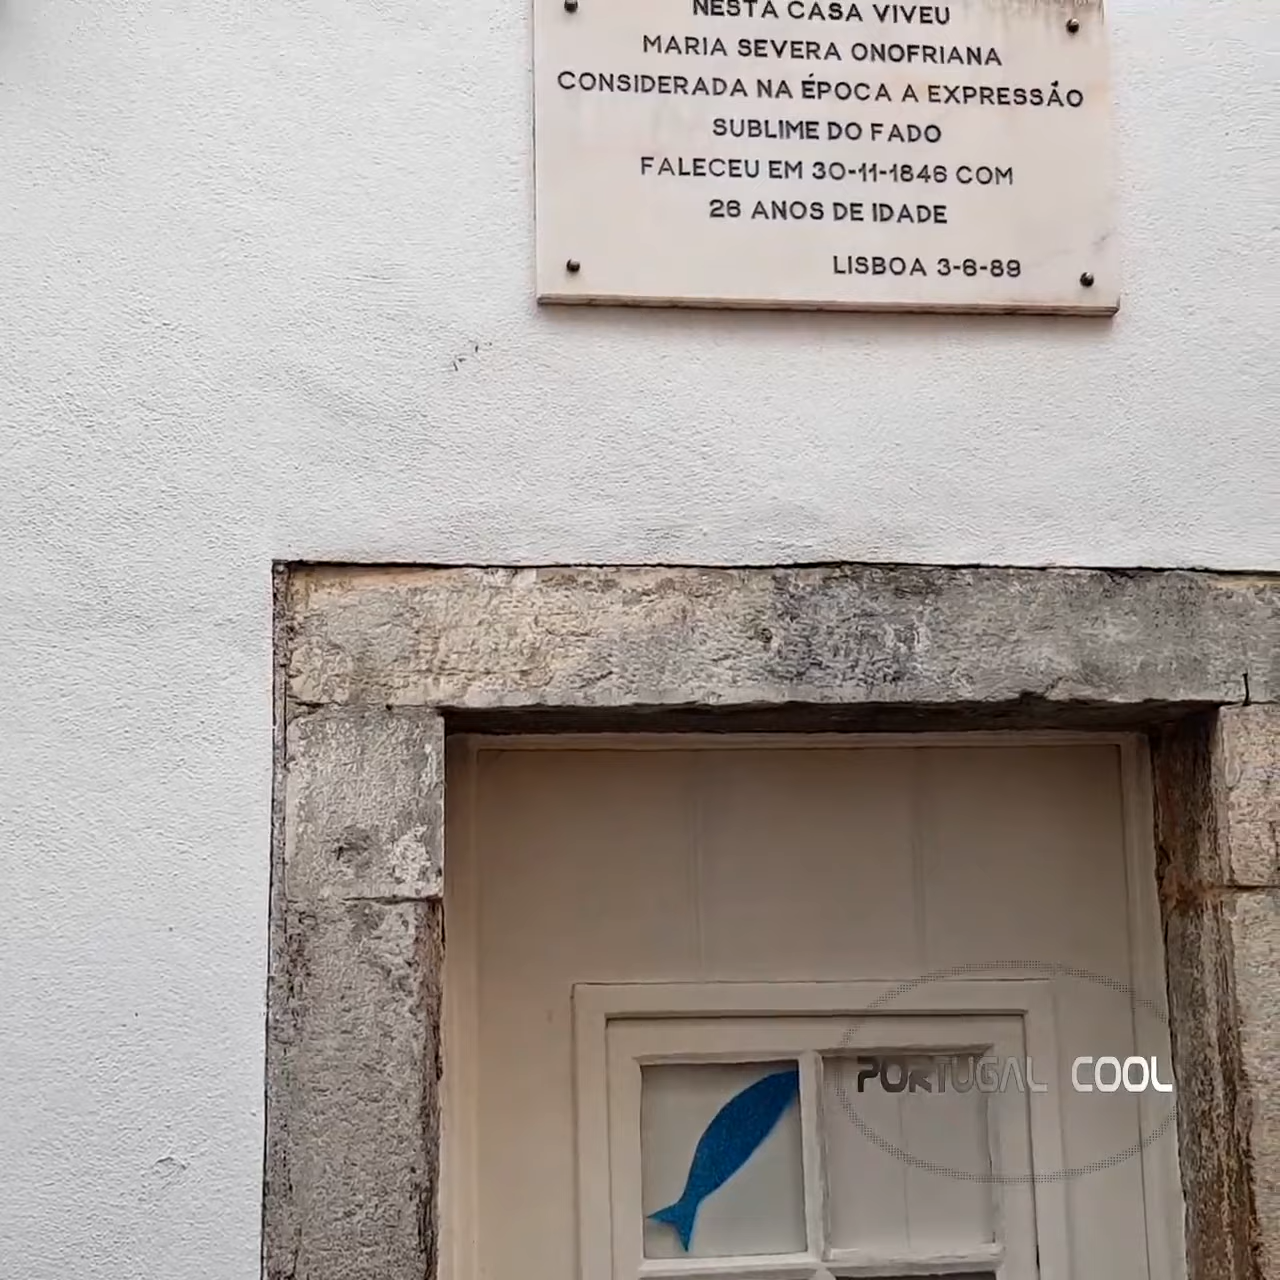 NESTA CASA VIVEU
MARIA SEVERA ONOFRIANA
CONSIDERADA NA ÉPOCA A EXPRESSÃO
SUBLIME DO FADO
FALECEU EM 30-11-1846 COM
26 ANOS DE IDADE
LISBOA 3-6-89
PORTUGAL COOL